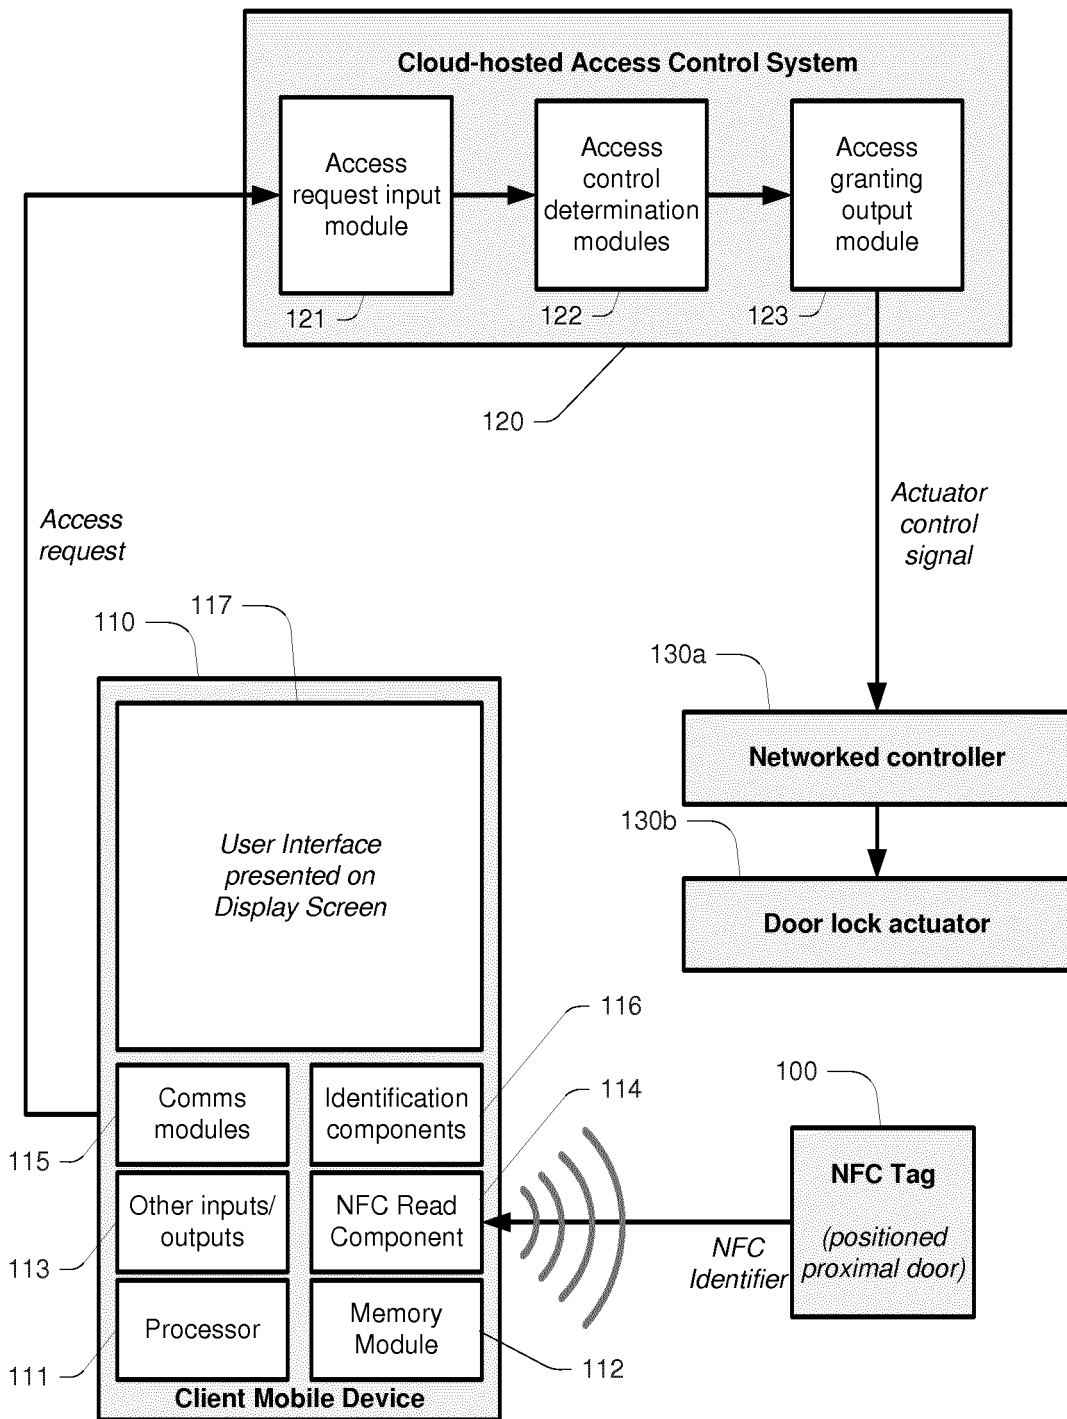 Cloud-hosted Access Control System
Access
request input
module
Access
control
determination
modules
Access
granting
output
module
121
122
123
120
Access
request
Actuator
control
signal
117
110
130a
Networked controller
130b
Door lock actuator
User Interface
presented on
Display Screen
116
114
100
Comms
modules
Identification
components
115
Other inputs/
outputs
NFC Read
Component
NFC
Identifier
NFC Tag
(positioned
proximal door)
113
Processor
Memory
Module
111
112
Client Mobile Device